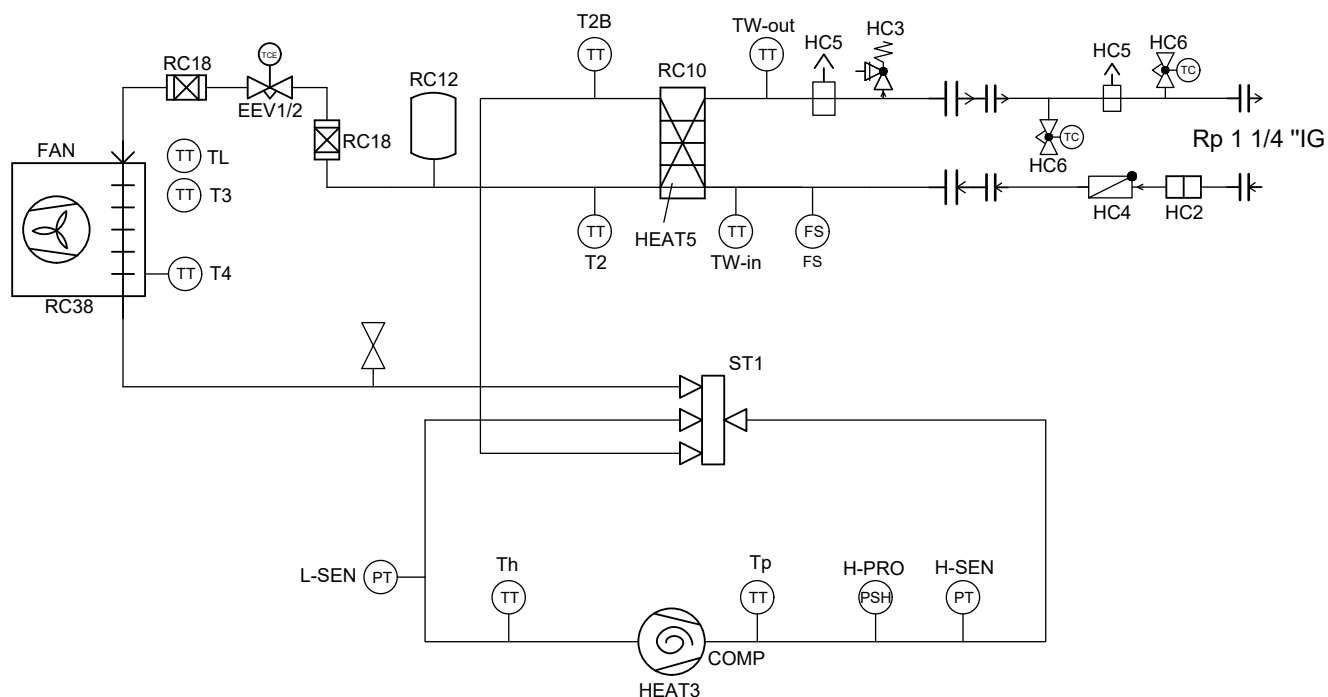 T2B
TW-out
HC5
HC3
HC5
HC6
TT
TT
TC
TCE
RC18
EEV1/2
RC12
RC10
RC18
TC
HC6
Rp 1 1/4 "IG
FAN
TT
TL
TT
T3
TT
T4
RC38
HEAT5
TT
T2
TT
TW-in
FS
FS
HC4
HC2
ST1
L-SEN
PT
Th
TT
Tp
TT
H-PRO
PSH
H-SEN
PT
COMP
HEAT3